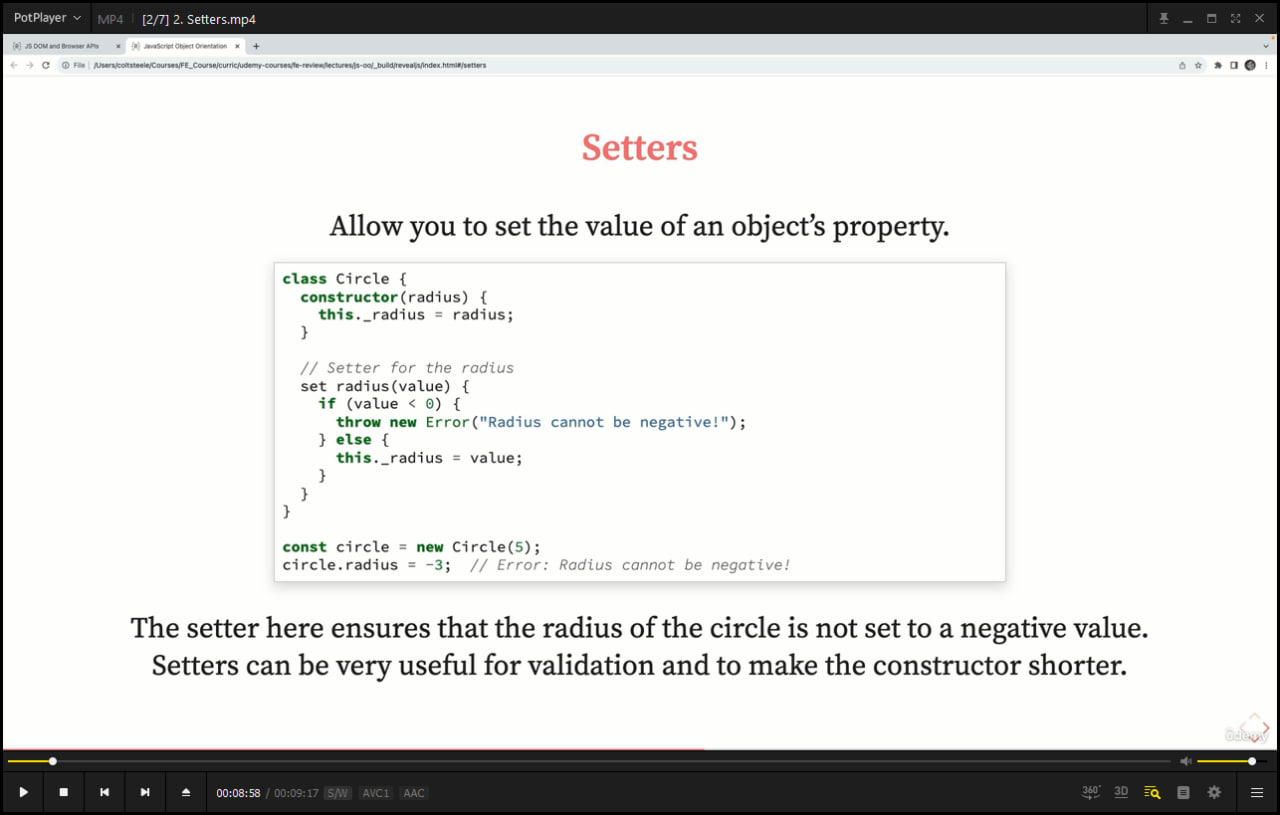 PotPlayer MP4 [2/7] 2. Setters.mp4
JS DOM and Browser APIs JavaScript Object Orientation
File /Users/coltsteele/Courses/FE_Course/curric/udemy-courses/fe-review/lectures/js-oo/_build/revealjs/index.html#/setters
Setters
Allow you to set the value of an object’s property.
class Circle {
constructor(radius) {
this._radius = radius;
}
// Setter for the radius
set radius(value) {
if (value < 0) {
throw new Error("Radius cannot be negative!");
} else {
this._radius = value;
}
}
}
const circle = new Circle(5);
circle.radius = -3; // Error: Radius cannot be negative!
The setter here ensures that the radius of the circle is not set to a negative value.
Setters can be very useful for validation and to make the constructor shorter.
ûdemy
00:08:58 / 00:09:17 S/W AVC1 AAC 360° 3D